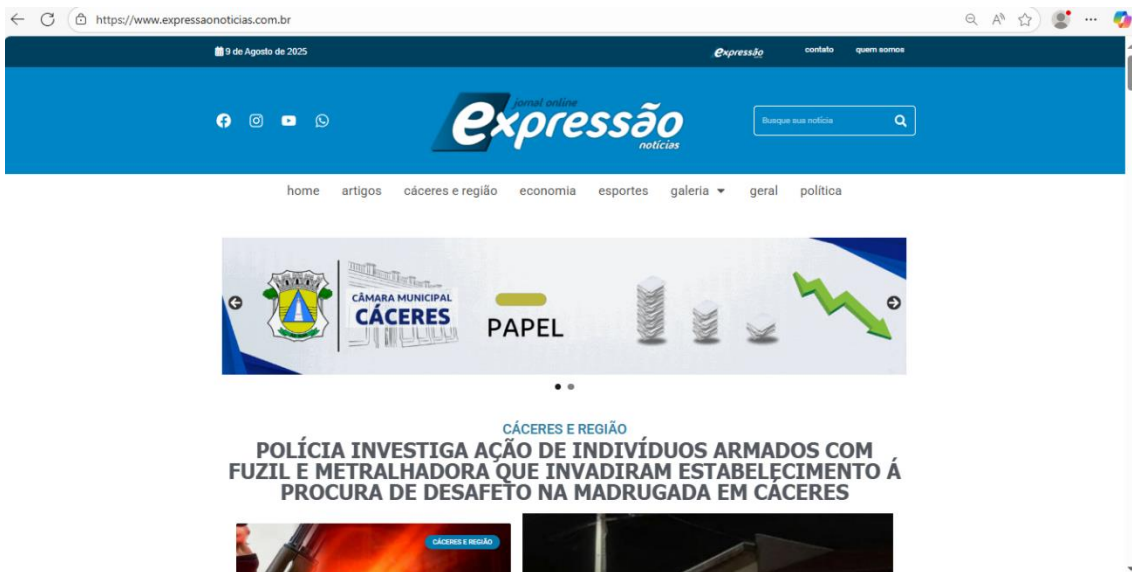 https://www.expressaonoticias.com.br
9 de Agosto de 2025
expressão
contato
quem somos
jornal online
expressão
notícias
Busque sua notícia
home artigos cáceres e região economia esportes galeria geral política
CÂMARA MUNICIPAL
CÁCERES
PAPEL
CÁCERES E REGIÃO
POLÍCIA INVESTIGA AÇÃO DE INDIVÍDUOS ARMADOS COM
FUZIL E METRALHADORA QUE INVADIRAM ESTABELECIMENTO Á
PROCURA DE DESAFETO NA MADRUGADA EM CÁCERES
CÁCERES E REGIÃO